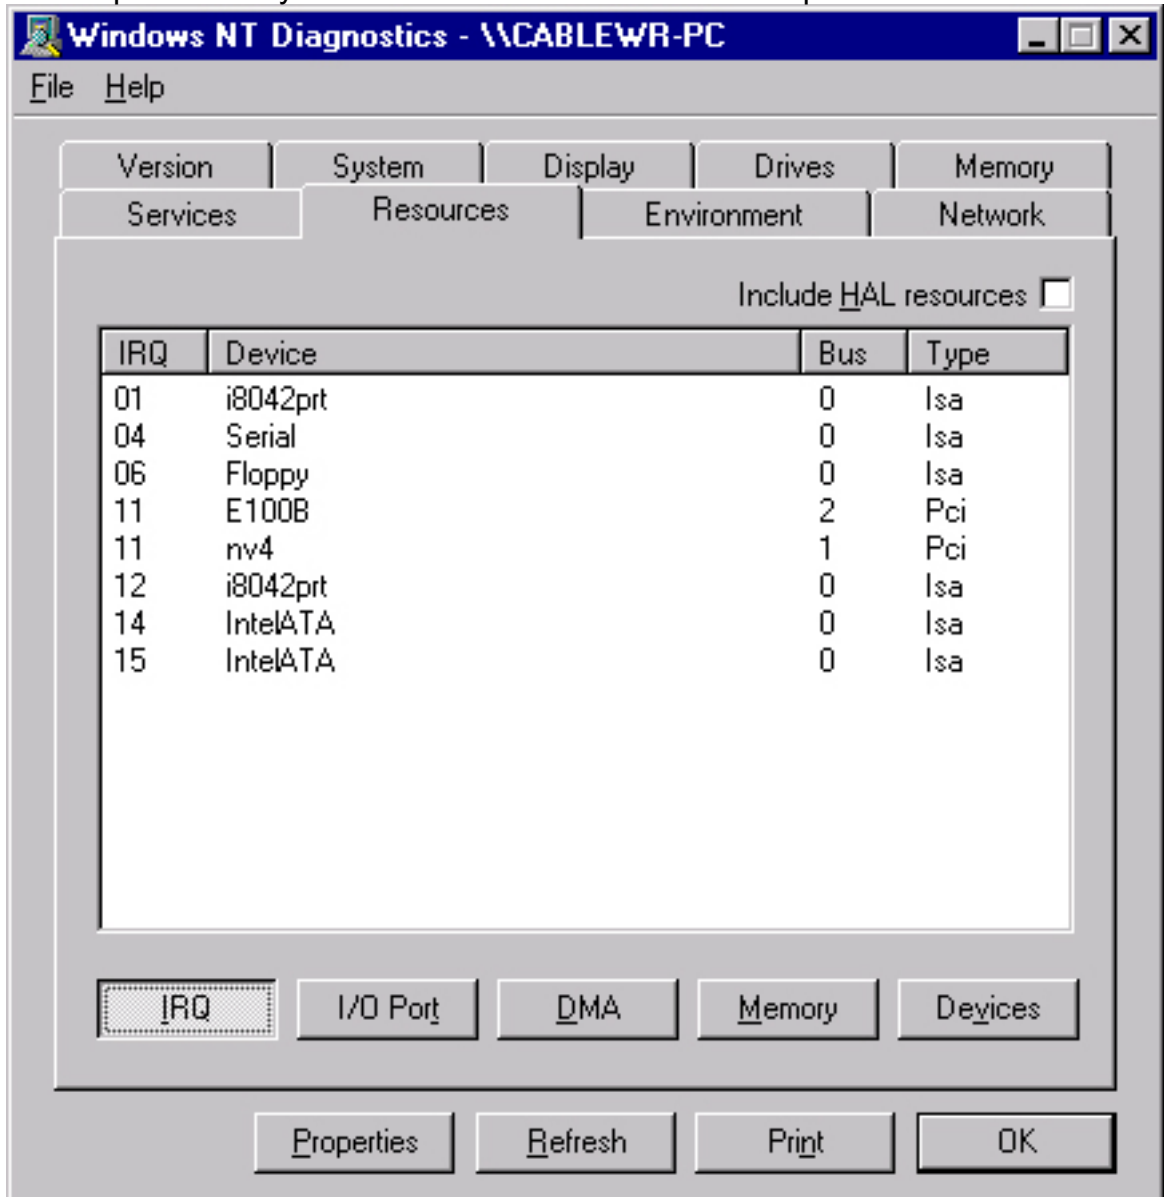 Windows NT Diagnostics - \\CABLEWR-PC
File Help
Version System Display Drives Memory
Services Resources Environment Network
Include HAL resources
IRQ Device Bus Type
01 i8042prt 0 Isa
04 Serial 0 Isa
06 Floppy 0 Isa
11 E100B 2 Pci
11 nv4 1 Pci
12 i8042prt 0 Isa
14 IntelATA 0 Isa
15 IntelATA 0 Isa
IRQ I/O Port DMA Memory Devices
Properties Refresh Print OK